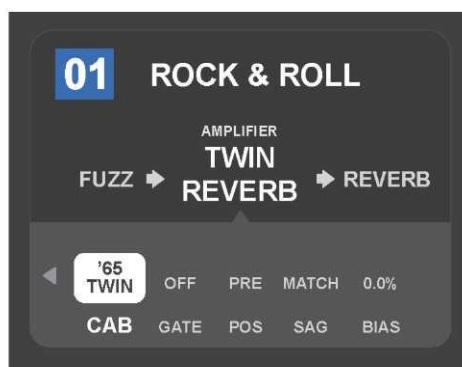 01 ROCK & ROLL
AMPLIFIER
TWIN
FUZZ REVERB REVERB
'65
TWIN OFF PRE MATCH 0.0%
CAB GATE POS SAG BIAS